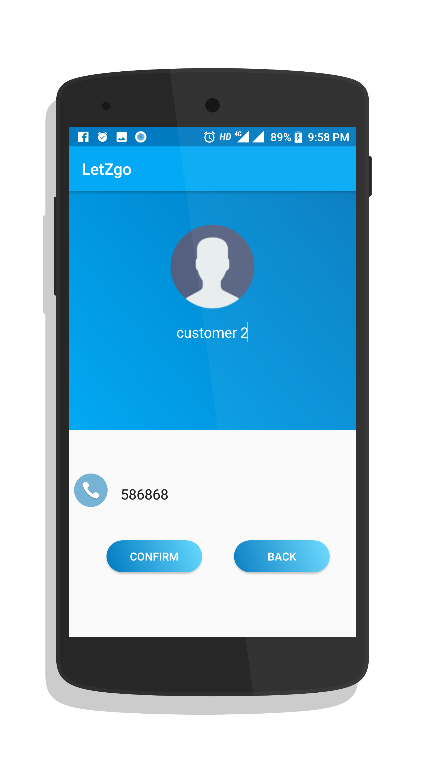 HD 4G 89% 9:58 PM
LetZgo
customer 2
586868
CONFIRM BACK